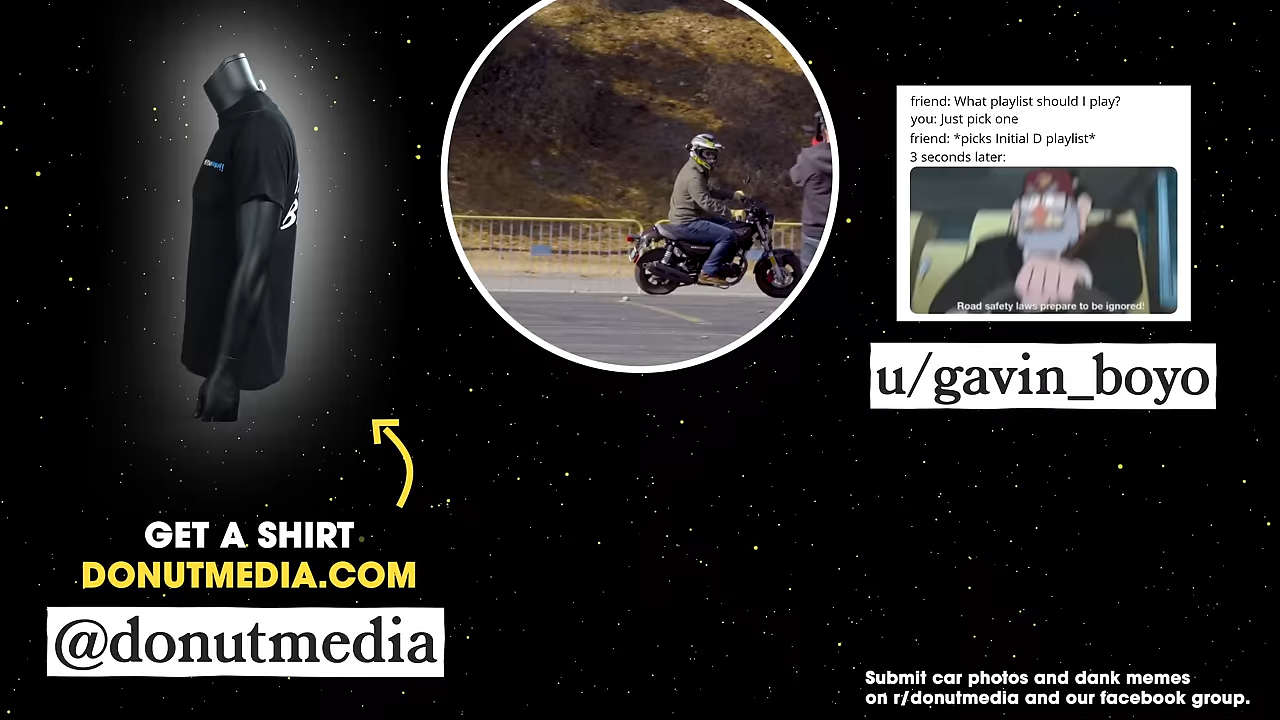 GET A SHIRT
DONUTMEDIA.COM
@donutmedia
friend: What playlist should I play?
you: Just pick one
friend: *picks Initial D playlist*
3 seconds later:
Road safety laws prepare to be ignored!
u/gavin_boyo
Submit car photos and dank memes
on r/donutmedia and our facebook group.